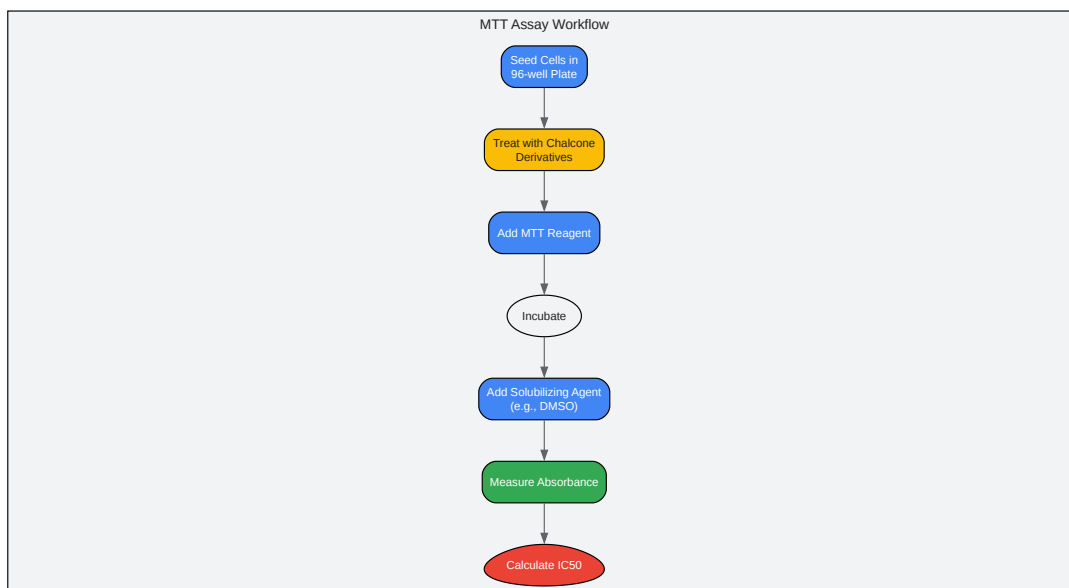 MTT Assay Workflow
Seed Cells in
96-well Plate
Treat with Chalcone
Derivatives
Add MTT Reagent
Incubate
Add Solubilizing Agent
(e.g., DMSO)
Measure Absorbance
Calculate IC50